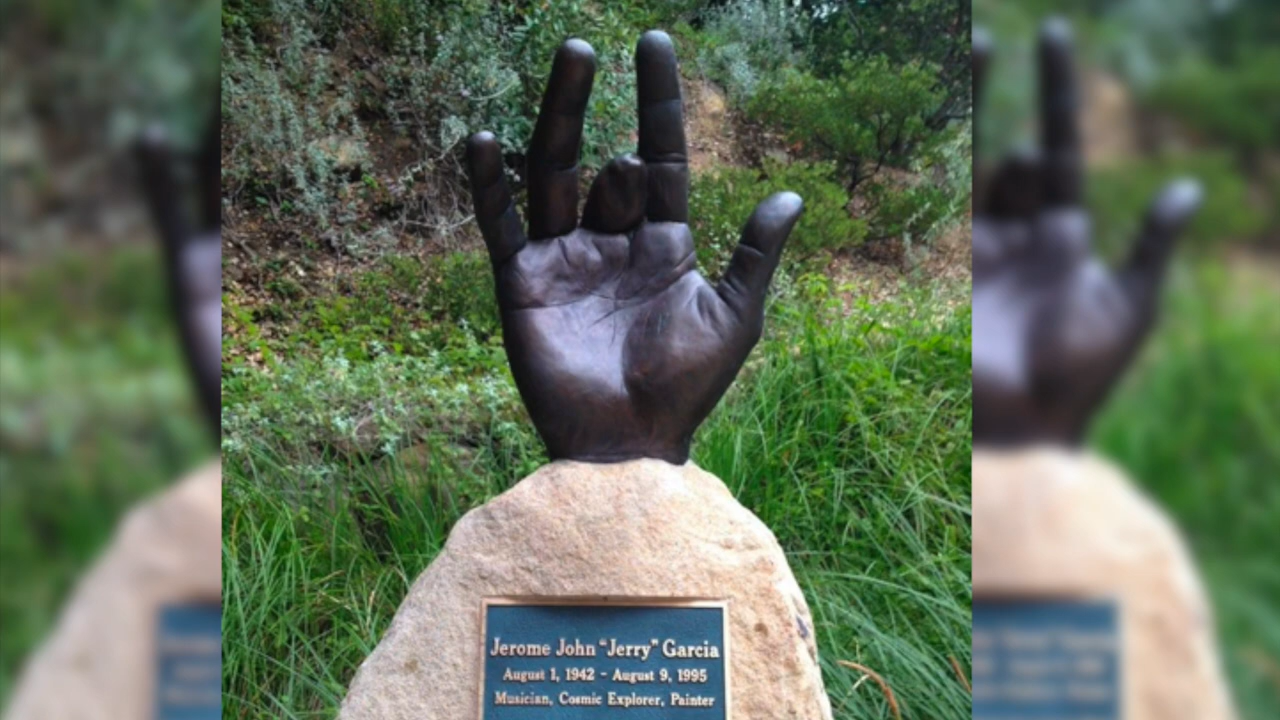 Jerome John "Jerry" Garcia
August 1, 1942 - August 9, 1995
Musician, Cosmic Explorer, Painter